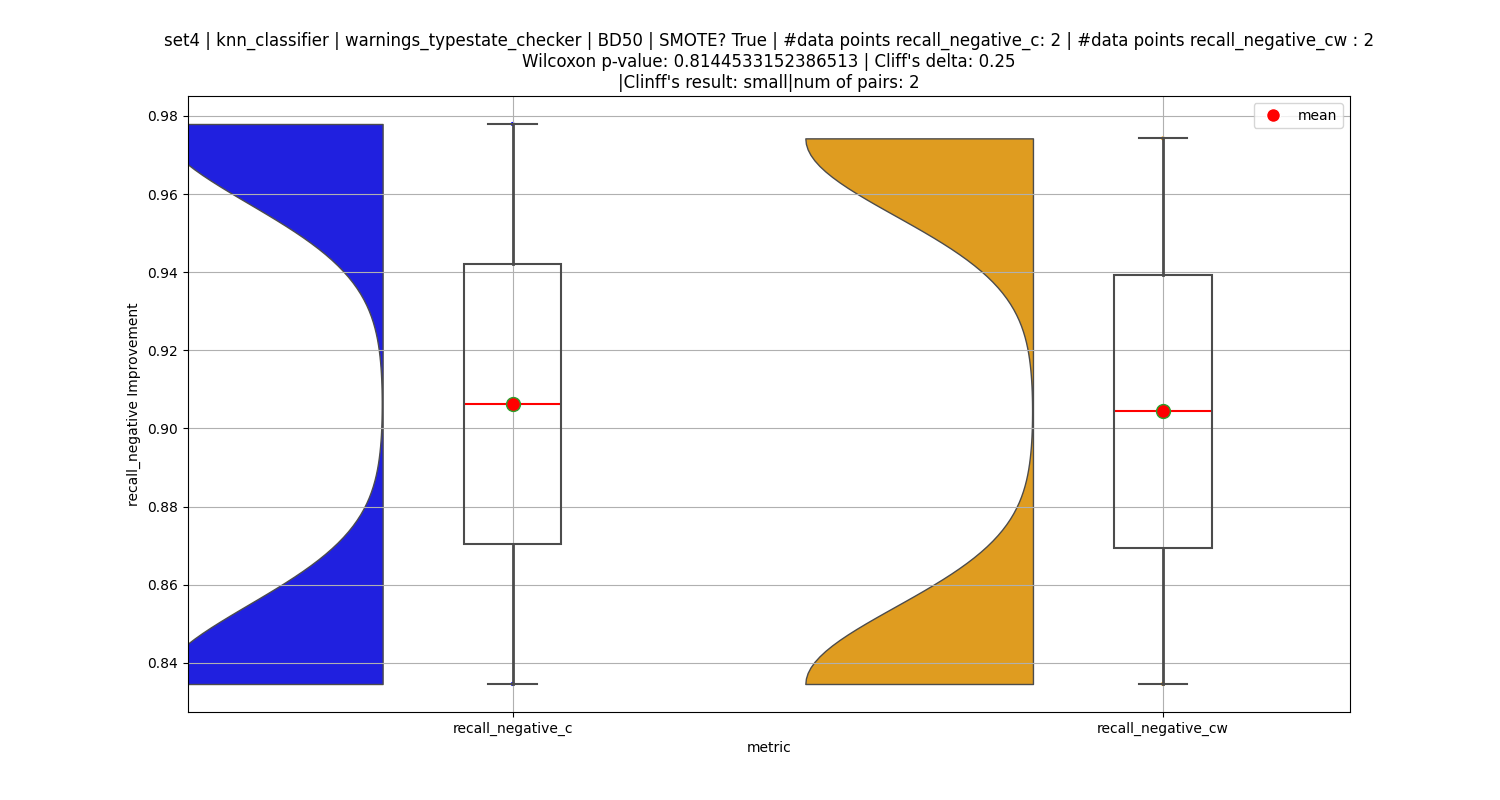 set4 | knn_classifier | warnings_typestate_checker | BD50 | SMOTE? True | #data points recall_negative_c: 2 | #data points recall_negative_cw : 2
Wilcoxon p-value: 0.8144533152386513 | Cliff's delta: 0.25
|Clinff's result: small|num of pairs: 2
mean
0.98
0.96
0.94
0.92
0.90
0.88
0.86
0.84
recall_negative Improvement
recall_negative_c
recall_negative_cw
metric